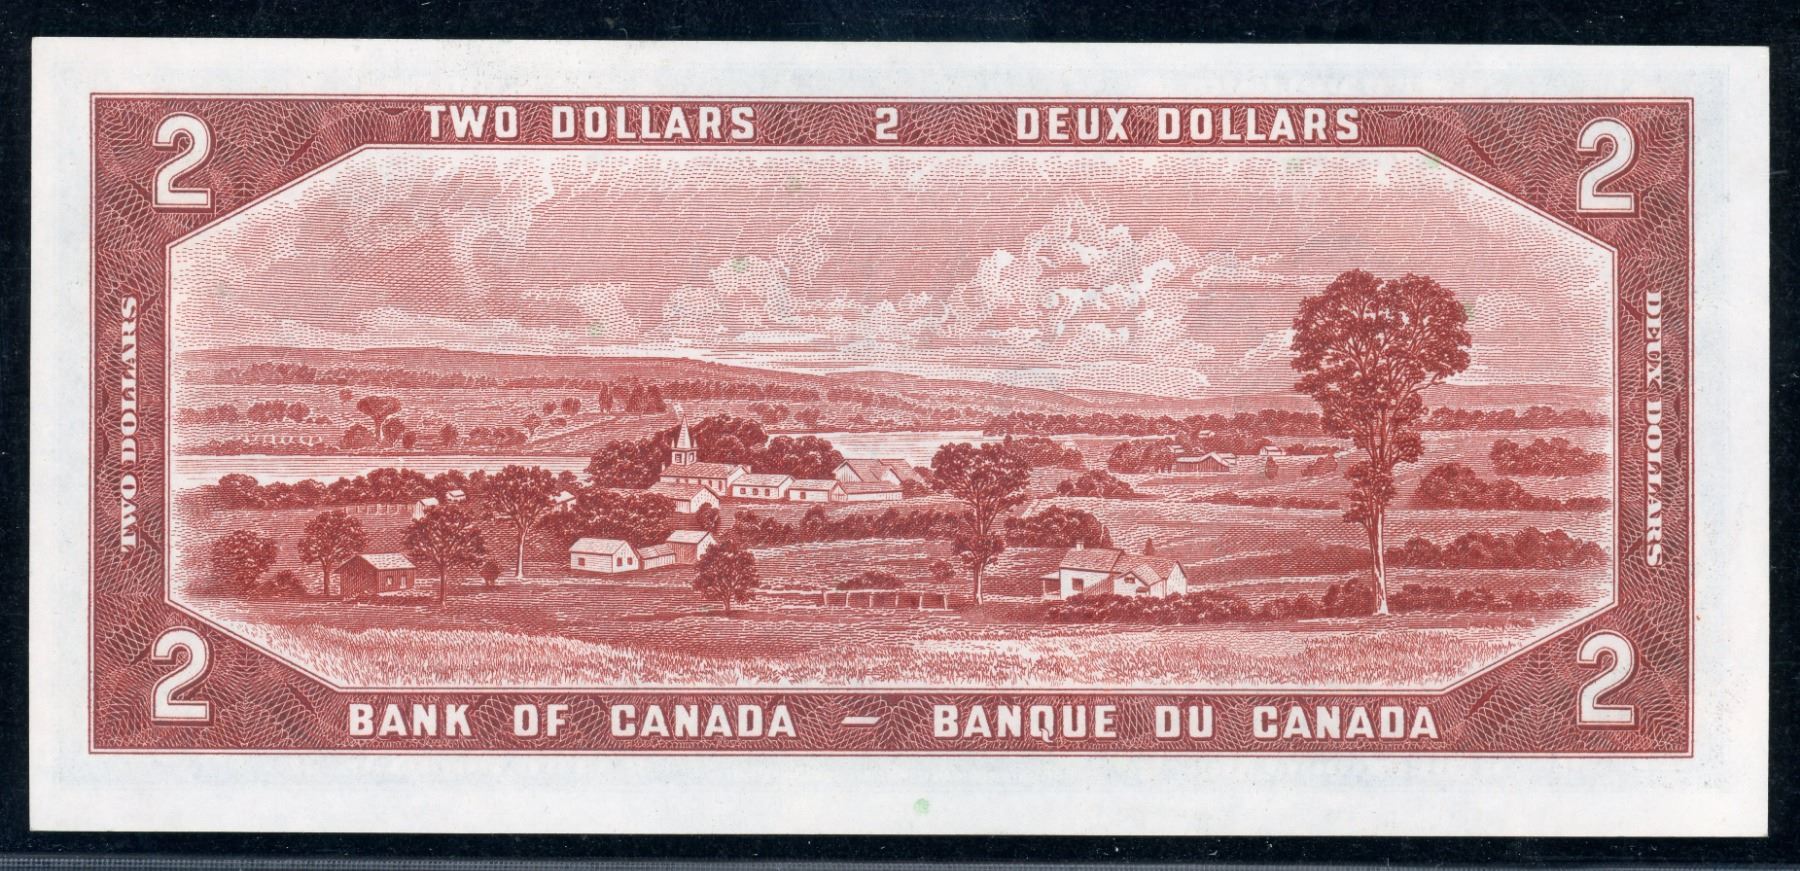 TWO DOLLARS 2 DEUX DOLLARS
2 2
TWO DOLLARS
DEUX DOLLARS
2 2
BANK OF CANADA – BANQUE DU CANADA